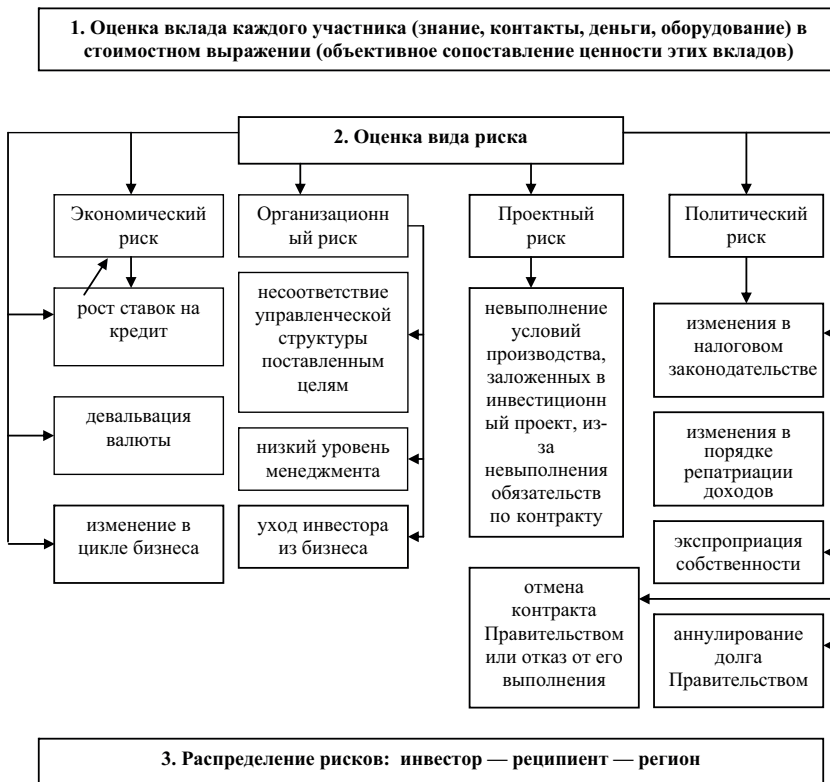 1. Оценка вклада каждого участника (знание, контакты, деньги, оборудование) в
стоимостном выражении (объективное сопоставление ценности этих вкладов)
2. Оценка вида риска
Экономический
риск
рост ставок на
кредит
девальвация
валюты
изменение в
цикле бизнеса
Организационн
ый риск
несоответствие
управленческой
структуры
поставленным
целям
низкий уровень
менеджмента
уход инвестора
из бизнеса
Проектный
риск
невыполнение
условий
производства,
заложенных в
инвестиционн
ый проект, из-
за
невыполнения
обязательств
по контракту
отмена
контракта
Правительством
или отказ от его
выполнения
Политический
риск
изменения в
налоговом
законодательстве
изменения в
порядке
репатриации
доходов
экспроприация
собственности
аннулирование
долга
Правительством
3. Распределение рисков: инвестор — реципиент — регион